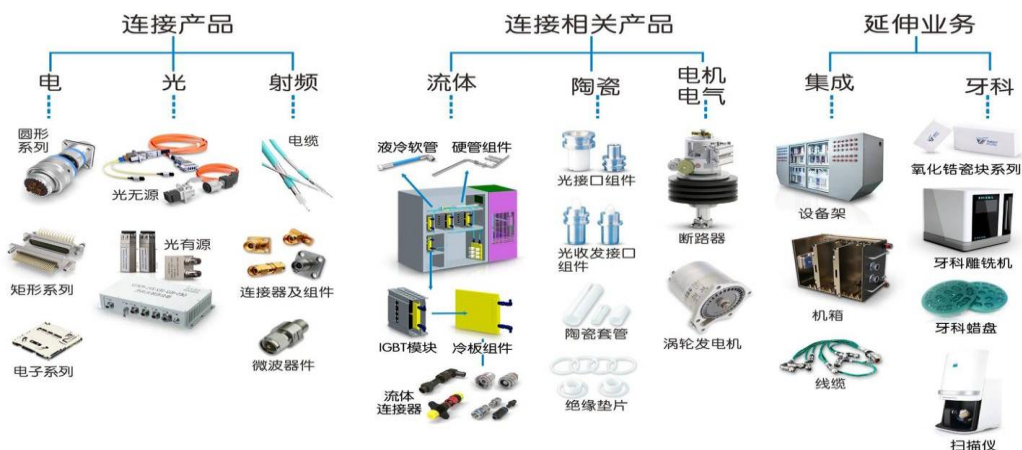 连接产品
连接相关产品
延伸业务
电
光
射频
流体
陶瓷
电机
电气
集成
牙科
圆形
系列
矩形系列
电子系列
光无源
光有源
电缆
连接器及组件
微波器件
液冷软管
硬管组件
IGBT模块
冷板组件
流体
连接器
光接口组件
光收发接口
组件
陶瓷套管
绝缘垫片
断路器
涡轮发电机
设备架
机箱
线缆
氧化锆瓷块系列
牙科雕铣机
牙科蜡盘
扫描仪